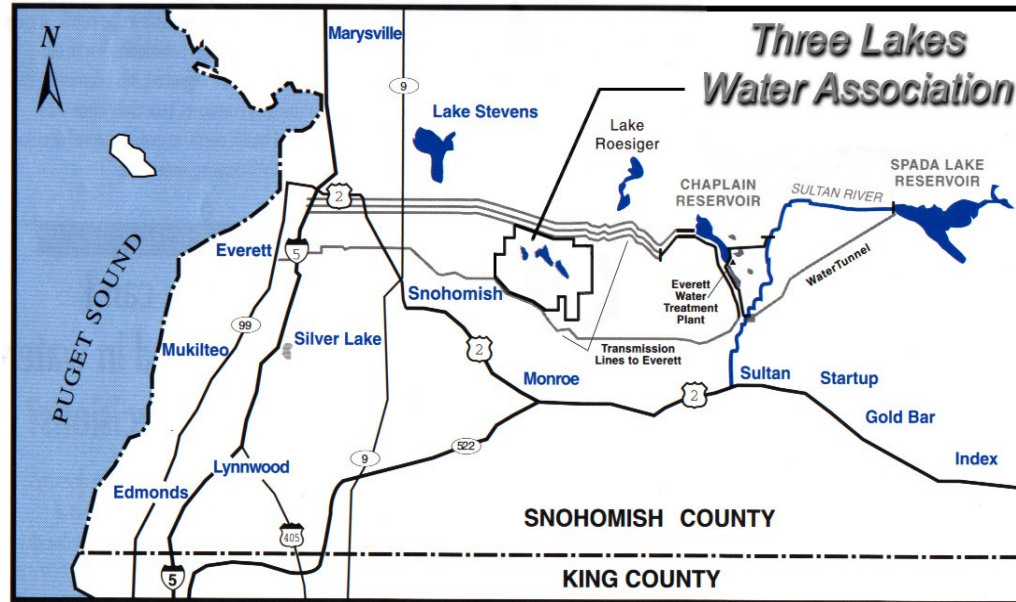 N
Marysville
Three Lakes
Water Association
9
Lake Stevens
Lake
Roesiger
CHAPLAIN
RESERVOIR
SULTAN RIVER
SPADA LAKE
RESERVOIR
2
Everett
5
Snohomish
Everett
Water
Treatment
Plant
WaterTunnel
PUGET SOUND
99
Mukilteo
Silver Lake
2
Transmission
Lines to Everett
Monroe
Sultan
Startup
2
Gold Bar
522
Lynnwood
9
Index
Edmonds
405
SNOHOMISH COUNTY
5
KING COUNTY